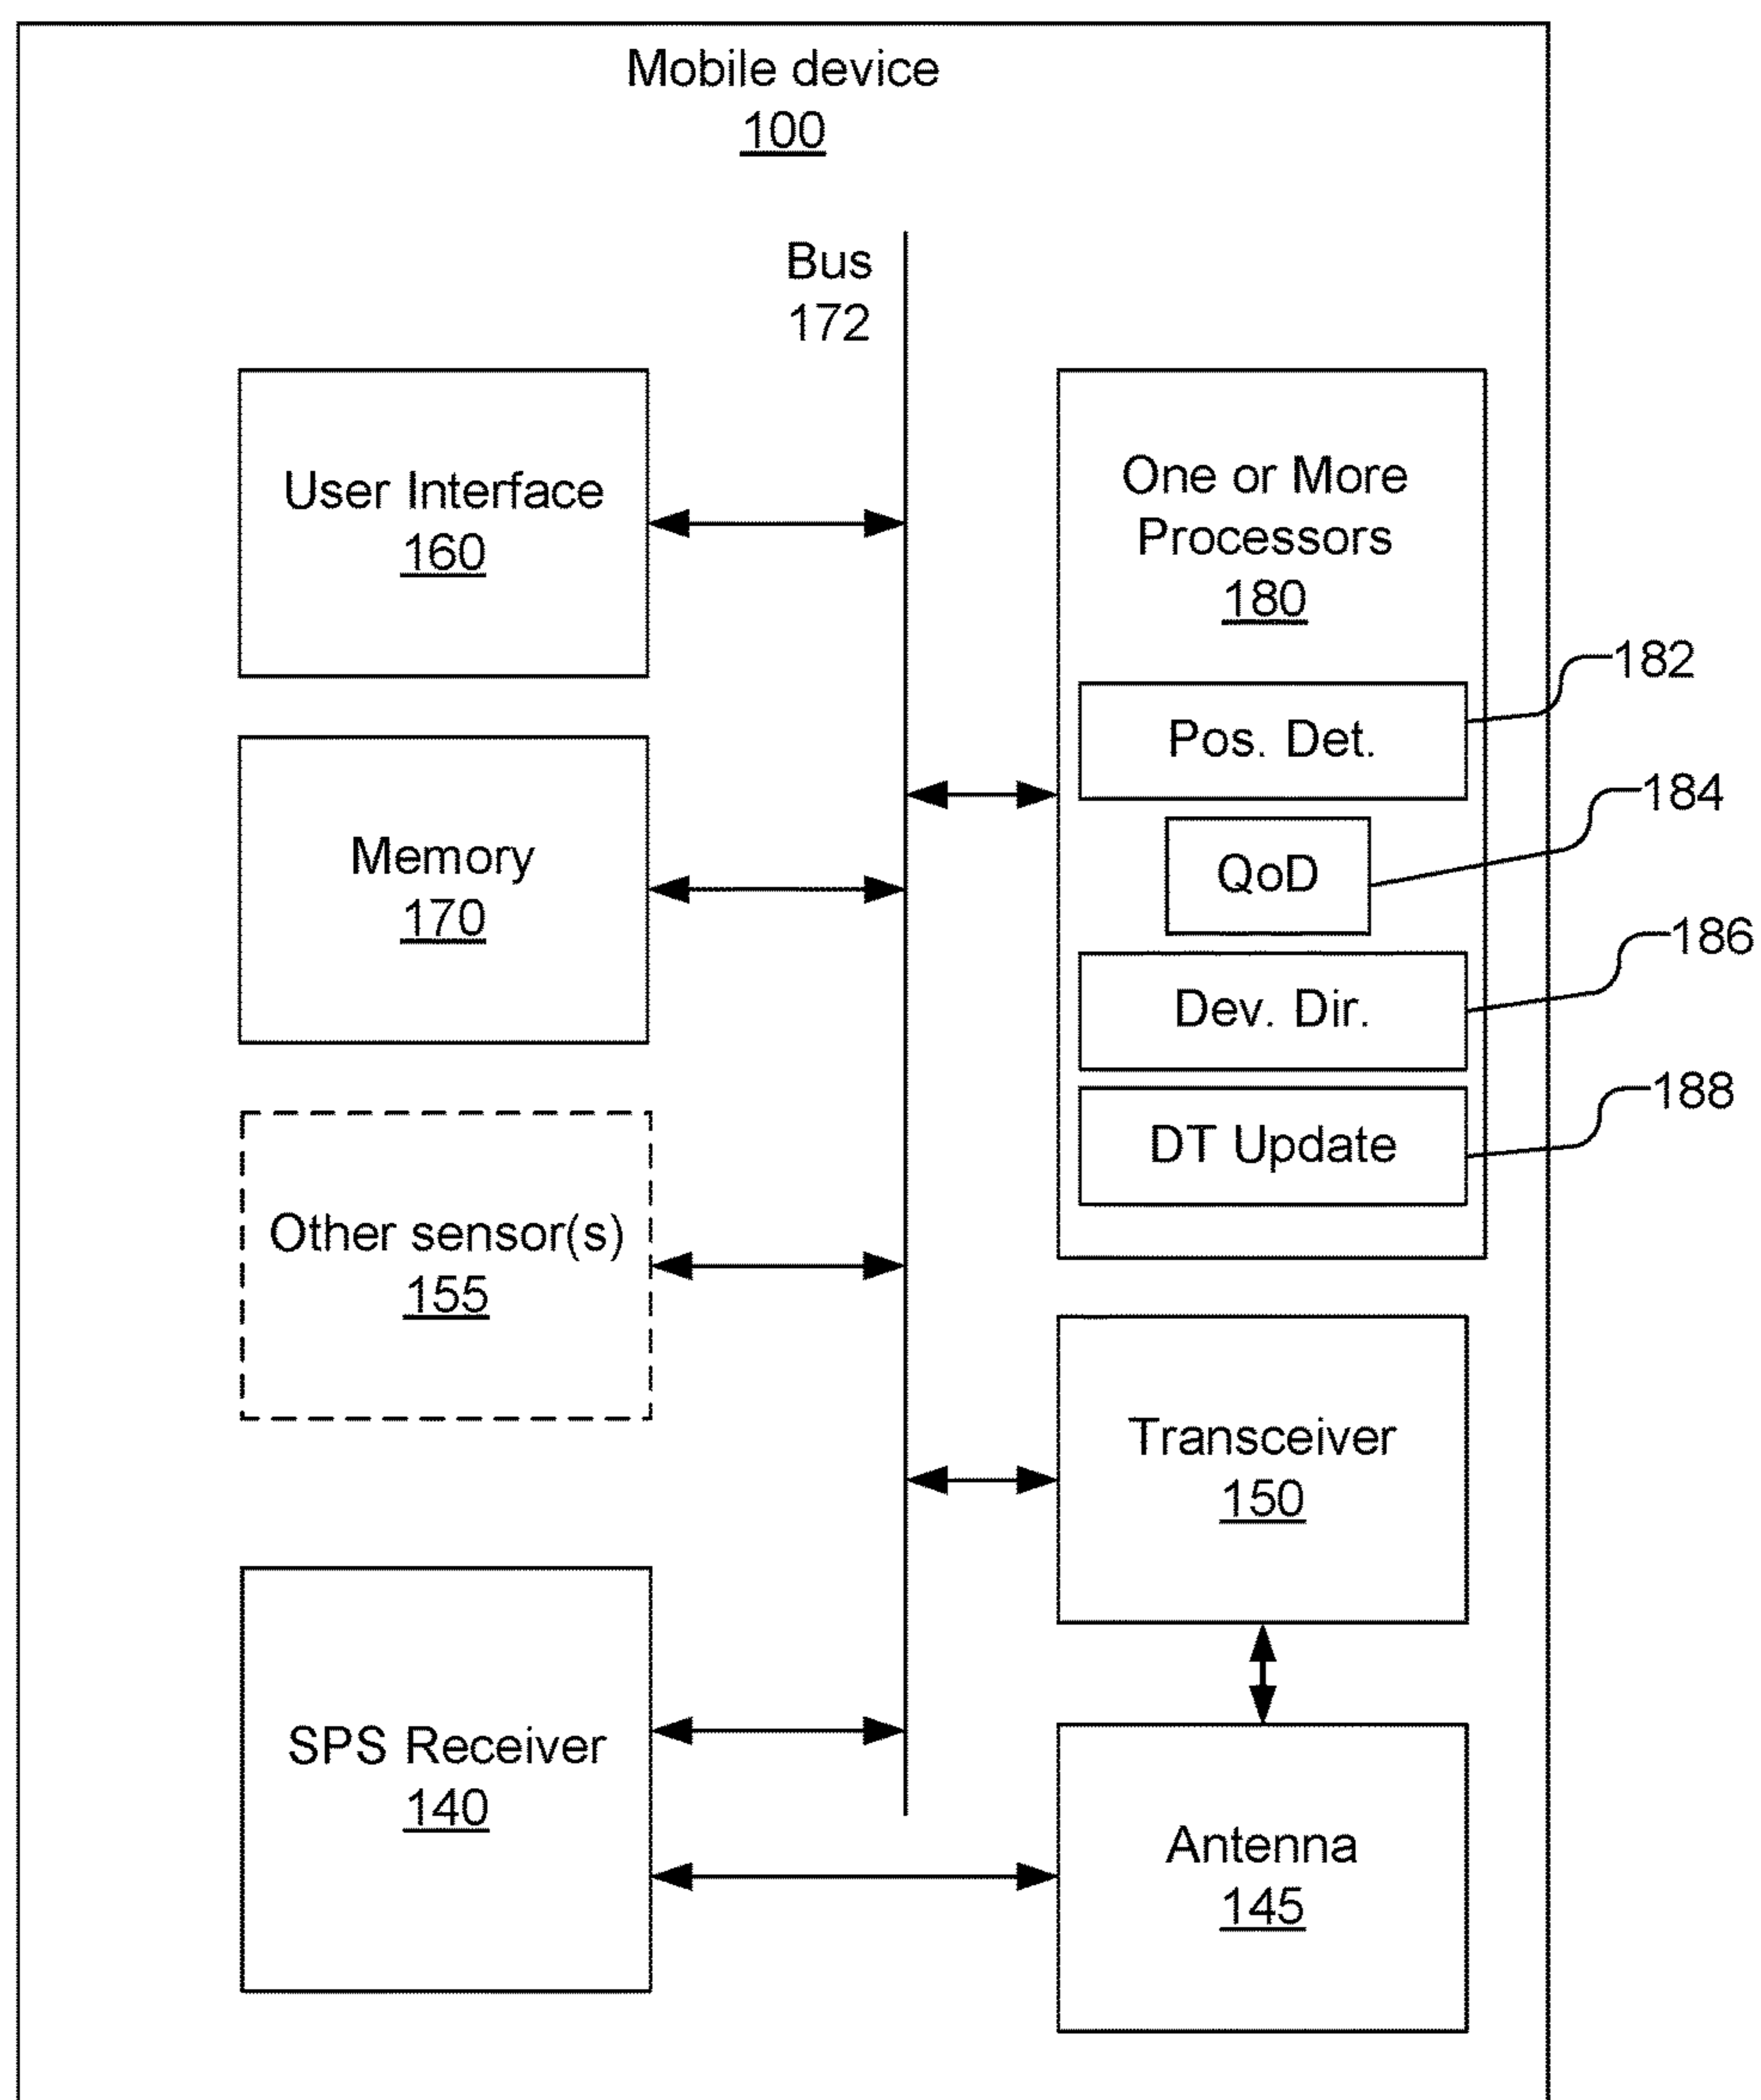 Mobile device
100
Bus
172
User Interface
160
Memory
170
Other sensor(s)
155
SPS Receiver
140
One or More
Processors
180
Pos. Det.
182
QoD
184
Dev. Dir.
186
DT Update
188
Transceiver
150
Antenna
145